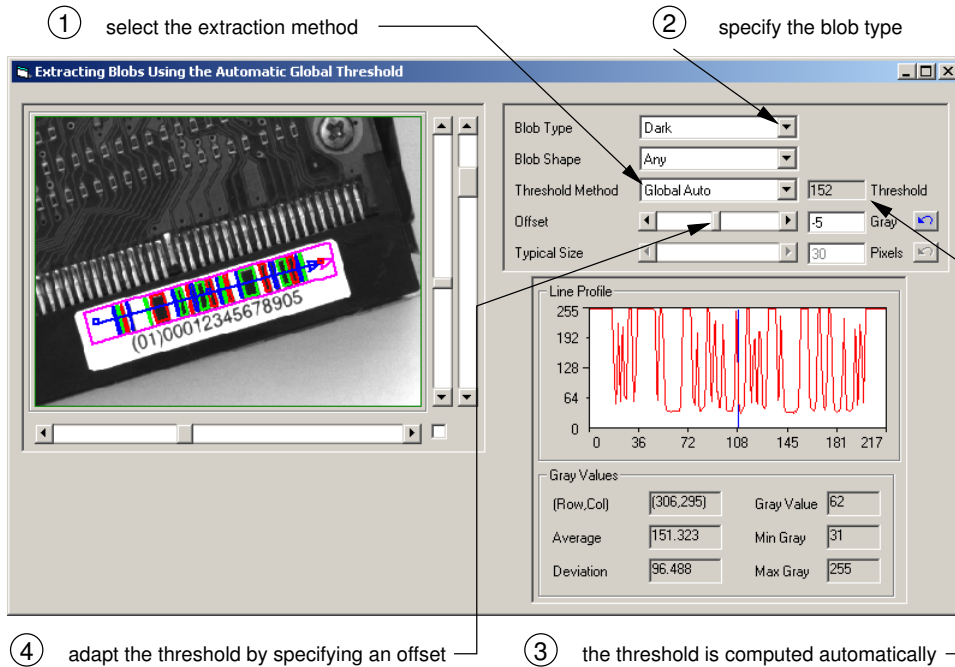 1 select the extraction method
2 specify the blob type
Extracting Blobs Using the Automatic Global Threshold
(01)00012345678905
Blob Type Dark
Blob Shape Any
Threshold Method Global Auto 152 Threshold
Offset -5 Gray
Typical Size 30 Pixels
Line Profile
255
192
128
64
0
0 36 72 108 145 181 217
Gray Values
(Row,Col) (306,295) Gray Value 62
Average 151.323 Min Gray 31
Deviation 96.488 Max Gray 255
4 adapt the threshold by specifying an offset
3 the threshold is computed automatically